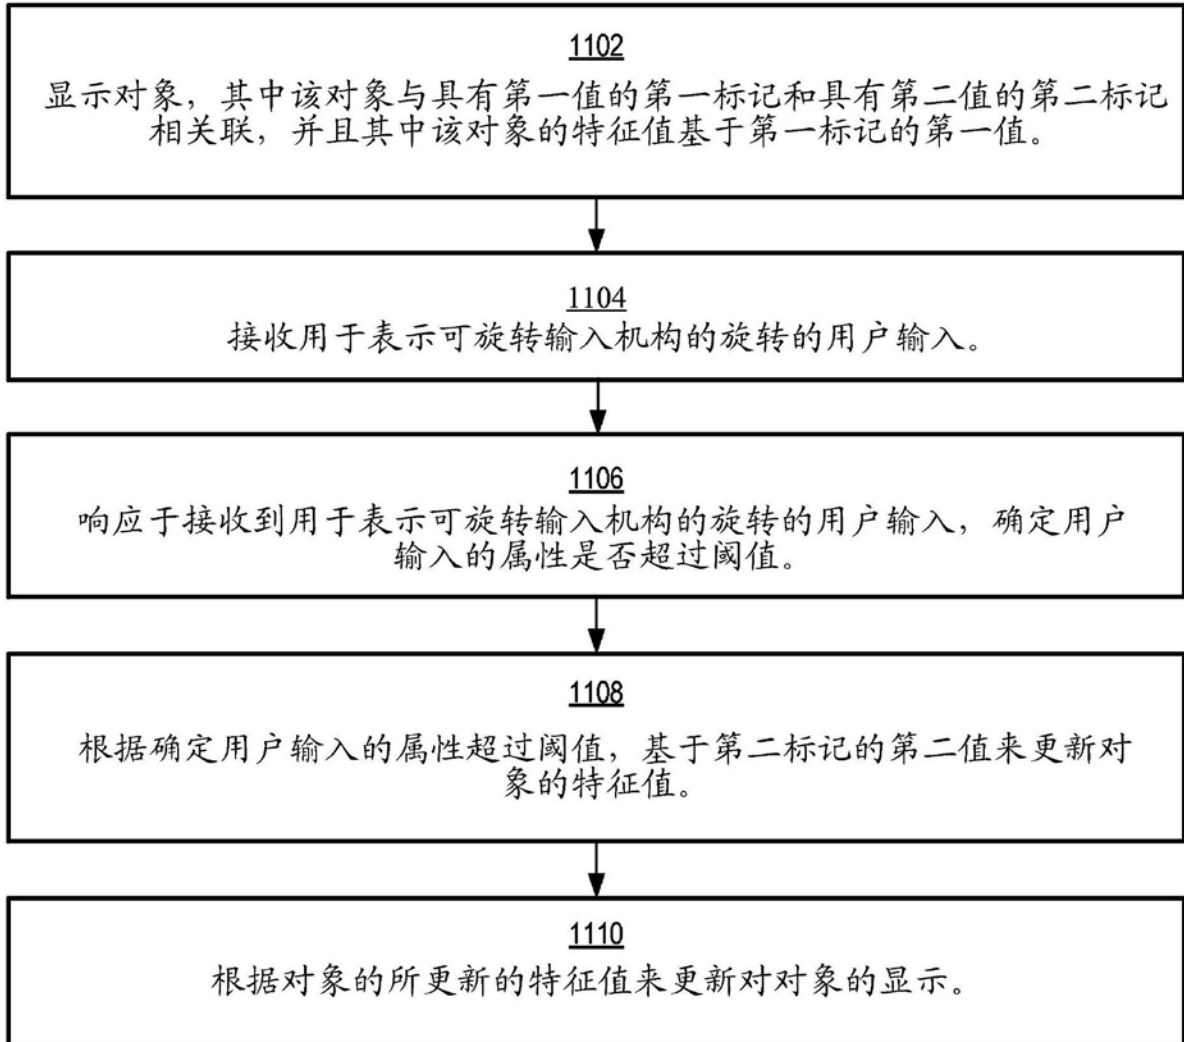 1102
显示对象，其中该对象与具有第一值的第一标记和具有第二值的第二标记
相关联，并且其中该对象的特征值基于第一标记的第一值。
1104
接收用于表示可旋转输入机构的旋转的用户输入。
1106
响应于接收到用于表示可旋转输入机构的旋转的用户输入，确定用户
输入的属性是否超过阈值。
1108
根据确定用户输入的属性超过阈值，基于第二标记的第二值来更新对
象的特征值。
1110
根据对象的所更新的特征值来更新对对象的显示。